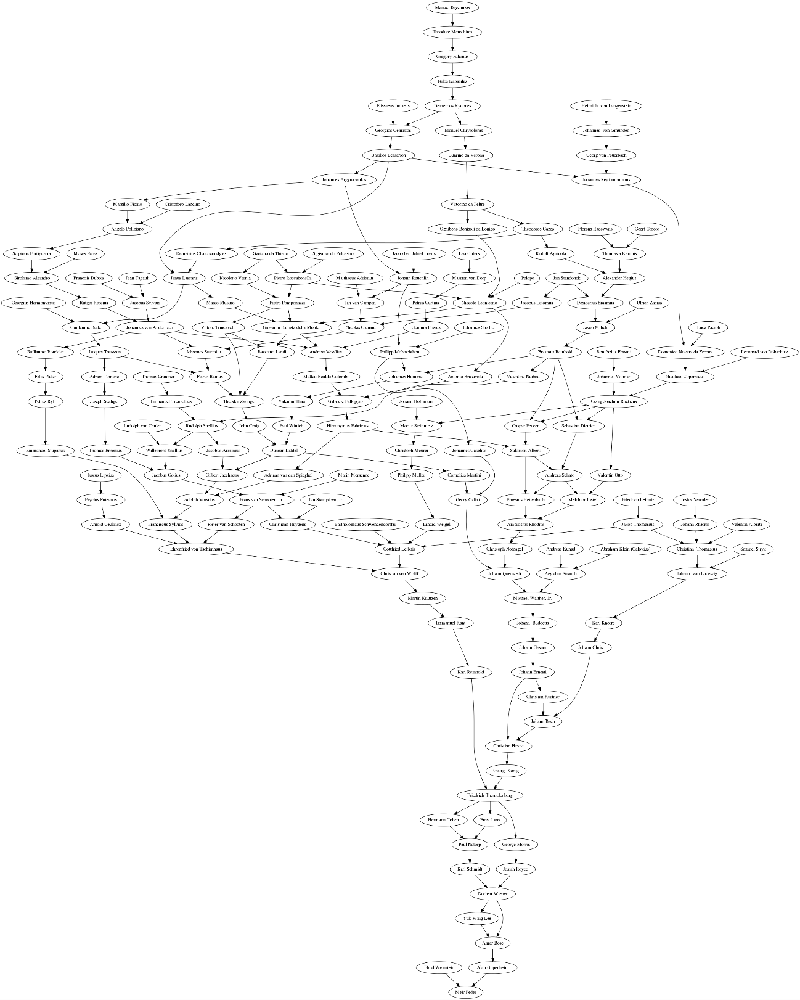 Manuel Bryennios
Theodore Metochites
Gregory Palamas
Nilos Kabasilas
Elissaeus Judaeus
Demetrios Kydones
Heinrich von Langenstein
Georgios Gemistos
Manuel Chrysoloras
Johannes von Gmunden
Basilios Bessarion
Guarino da Verona
Georg von Peuerbach
Johannes Argyropoulos
Johannes Regiomontanus
Marsilio Ficino
Cristoforo Landino
Vittorino da Feltre
Angelo Poliziano
Ognibene Bonisoli da Lonigo
Theodoros Gazes
Florens Radewyns
Geert Groote
Scipione Fortiguerra
Moses Perez
Demetrios Chalcocondyles
Gaetano da Thiene
Sigismondo Polcastro
Jacob ben Jehiel Loans
Leo Outers
Rudolf Agricola
Thomas a Kempis
Girolamo Aleandro
Francois Dubois
Jean Tagault
Janus Lascaris
Nicoletto Vernia
Pietro Roccabonella
Matthaeus Adrianus
Johann Reuchlin
Maarten van Dorp
Pelope
Jan Standonck
Alexander Hegius
Georgius Hermonymus
Rutger Rescius
Jacobus Sylvius
Marco Musuro
Pietro Pomponazzi
Jan van Campen
Petrus Curtius
Niccolo Leoniceno
Jacobus Latomus
Desiderius Erasmus
Ulrich Zasius
Guillaume Bude
Johannes von Andernach
Vittore Trincavelli
Giovanni Battista della Monte
Nicolas Clenard
Gemma Frisius
Johannes Stoffler
Jakob Milich
Luca Pacioli
Guillaume Rondelet
Jacques Toussain
Johannes Sturmius
Bassiano Landi
Andreas Vesalius
Philipp Melanchthon
Erasmus Reinhold
Bonifazius Erasmi
Domenico Novara da Ferrara
Leonhard von Dobschutz
Felix Plater
Adrien Turnebe
Thomas Cranmer
Petrus Ramus
Matteo Realdo Colombo
Johannes Hommel
Antonio Brasavola
Valentine Naibod
Johannes Volmar
Nicolaus Copernicus
Petrus Ryff
Joseph Scaliger
Immanuel Tremellius
Theodor Zwinger
Valentin Thau
Gabriele Falloppio
Johann Hoffmann
Georg Joachim Rheticus
Ludolph van Ceulen
Rudolph Snellius
John Craig
Paul Wittich
Hieronymus Fabricius
Moritz Steinmetz
Caspar Peucer
Sebastian Dietrich
Emmanuel Stupanus
Thomas Erpenius
Willebrord Snellius
Jacobus Arminius
Duncan Liddel
Christoph Meurer
Johannes Caselius
Salomon Alberti
Justus Lipsius
Jacobus Golius
Gilbert Jacchaeus
Adriaan van den Spieghel
Marin Mersenne
Philipp Muller
Cornelius Martini
Andreas Schato
Valentin Otto
Erycius Puteanus
Adolph Vorstius
Frans van Schooten, Jr.
Jan Stampioen, Jr.
Georg Calixt
Ernestus Hettenbach
Melchior Jostel
Friedrich Leibniz
Josias Neander
Arnold Geulincx
Franciscus Sylvius
Pieter van Schooten
Christiaan Huygens
Bartholomaus Schwendendorffer
Erhard Weigel
Ambrosius Rhodius
Jakob Thomasius
Johann Rhetius
Valentin Alberti
Ehrenfried von Tschirnhaus
Gottfried Leibniz
Christoph Notnagel
Andreas Kunad
Abraham Klein (Calovius)
Christian Thomasius
Samuel Stryk
Christian von Wolff
Johann Quenstedt
Aegidius Strauch
Johann von Ludewig
Martin Knutzen
Michael Walther, Jr.
Immanuel Kant
Johann Buddeus
Karl Knorre
Johann Gesner
Johann Christ
Karl Reinhold
Johann Ernesti
Christian Kustner
Johann Bach
Christian Heyne
Georg Konig
Friedrich Trendelenburg
Hermann Cohen
Ernst Laas
Paul Natorp
George Morris
Karl Schmidt
Josiah Royce
Norbert Wiener
Yuk Wing Lee
Amar Bose
Ehud Weinstein
Alan Oppenheim
Meir Feder